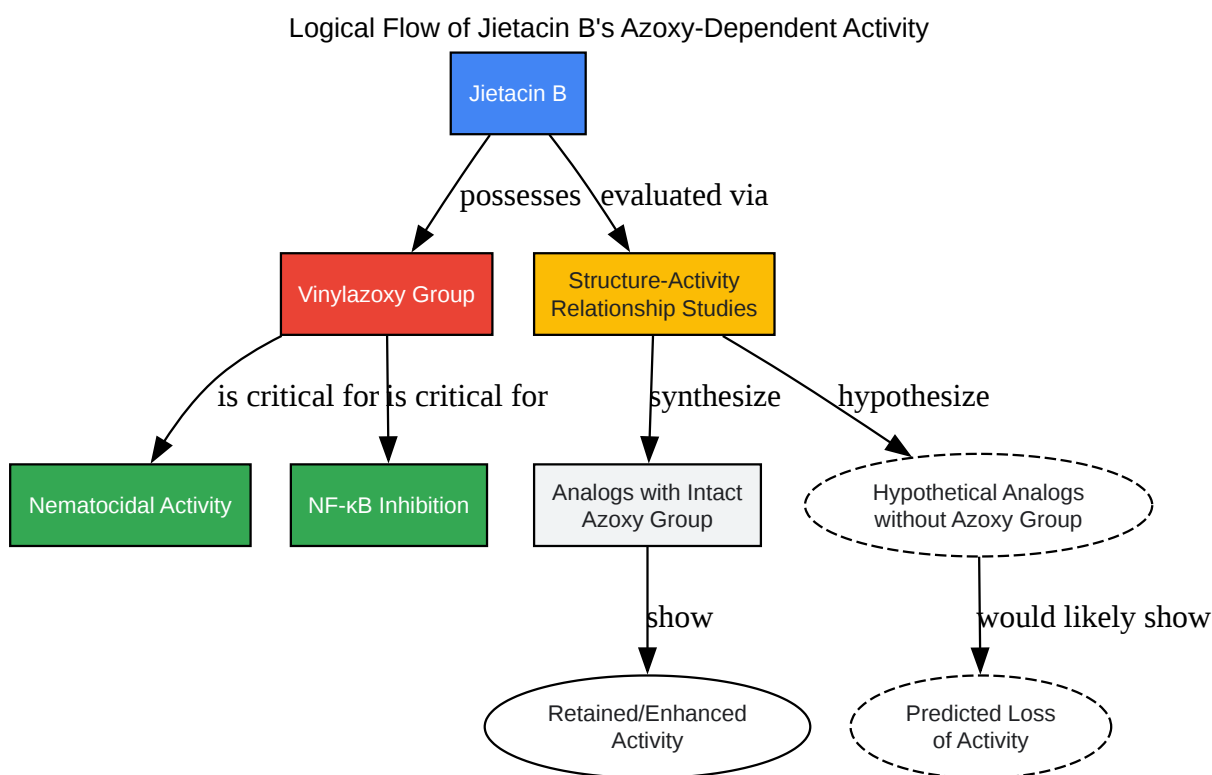 Logical Flow of Jietacin B's Azoxy-Dependent Activity
Jietacin B
possesses
evaluated via
Vinylazoxy Group
Structure-Activity
Relationship Studies
is critical for
is critical for
synthesize
hypothesize
Nematocidal Activity
NF-κB Inhibition
Analogs with Intact
Azoxy Group
Hypothetical Analogs
without Azoxy Group
show
would likely show
Retained/Enhanced
Activity
Predicted Loss
of Activity